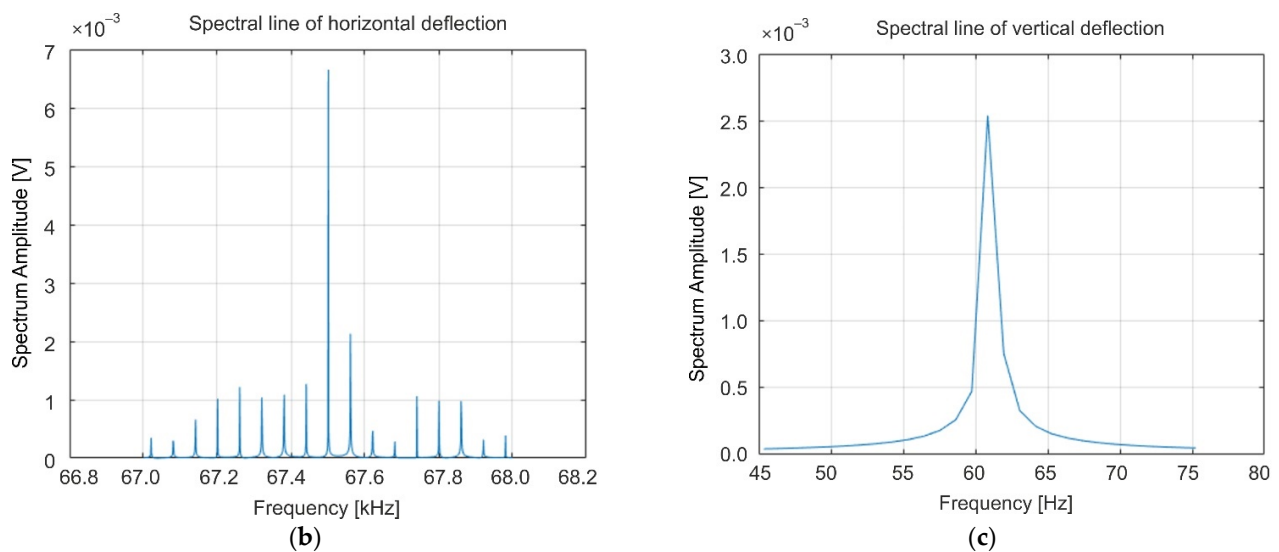 Spectral line of horizontal deflection
×10⁻³
7
6
5
4
3
2
1
0
66.8 67.0 67.2 67.4 67.6 67.8 68.0 68.2
Spectrum Amplitude [V]
Frequency [kHz]
(b)
Spectral line of vertical deflection
×10⁻³
3.0
2.5
2.0
1.5
1.0
0.5
0.0
45 50 55 60 65 70 75 80
Spectrum Amplitude [V]
Frequency [Hz]
(c)